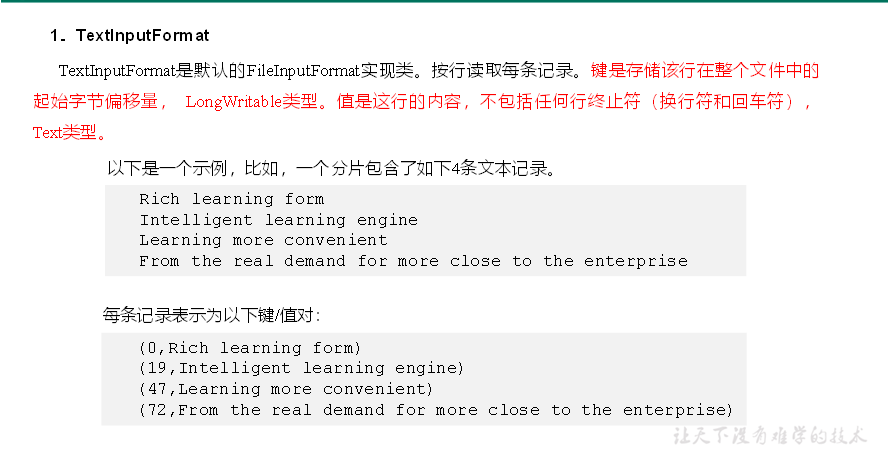 1. TextInputFormat
TextInputFormat是默认的FileInputFormat实现类。按行读取每条记录。键是存储该行在整个文件中的
起始字节偏移量， LongWritable类型。值是这行的内容，不包括任何行终止符（换行符和回车符），
Text类型。
以下是一个示例，比如，一个分片包含了如下4条文本记录。
Rich learning form
Intelligent learning engine
Learning more convenient
From the real demand for more close to the enterprise
每条记录表示为以下键/值对：
(0,Rich learning form)
(19,Intelligent learning engine)
(47,Learning more convenient)
(72,From the real demand for more close to the enterprise)
让天下没有难学的技术